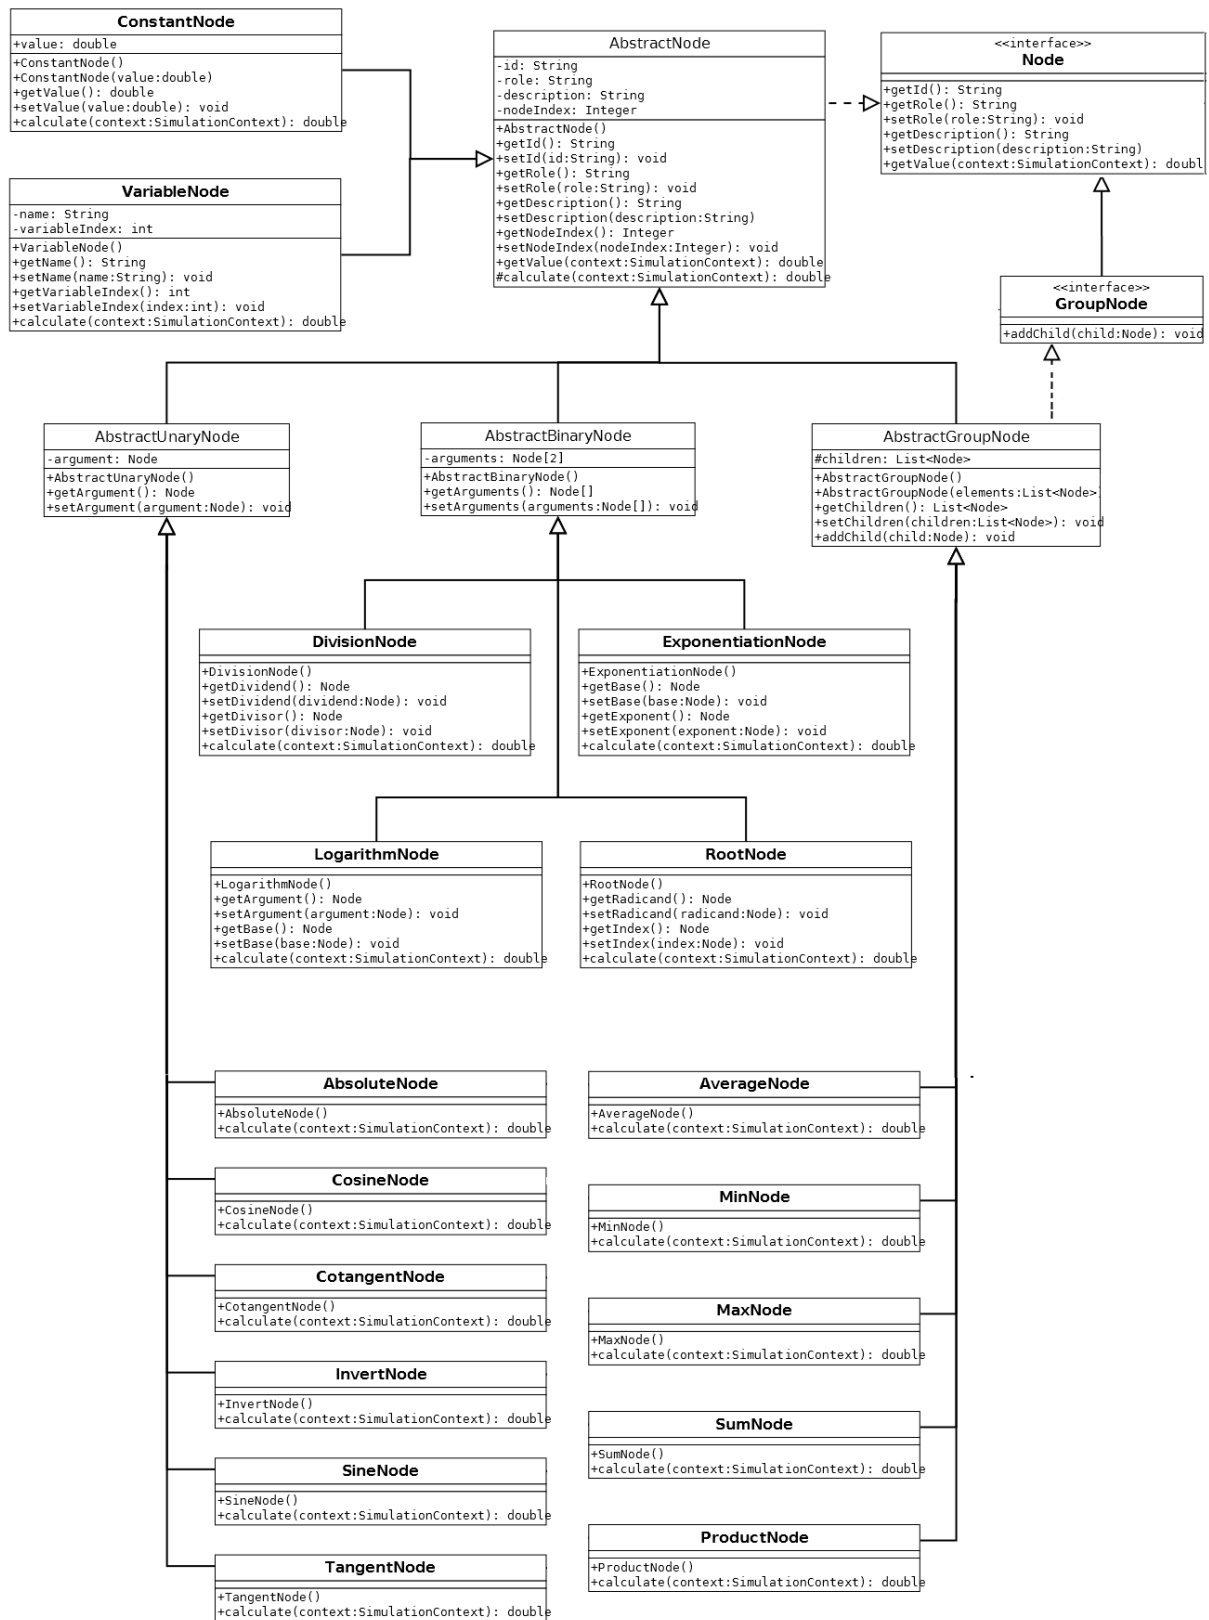 ConstantNode
+value: double
+ConstantNode()
+ConstantNode(value:double)
+getValue(): double
+setValue(value:double): void
+calculate(context:SimulationContext): double
AbstractNode
-id: String
-role: String
-description: String
-nodeIndex: Integer
+AbstractNode()
+getId(): String
+setId(id:String): void
+getRole(): String
+setRole(role:String): void
+getDescription(): String
+setDescription(description:String)
+getNodeIndex(): Integer
+setNodeIndex(nodeIndex:Integer): void
+getValue(context:SimulationContext): double
#calculate(context:SimulationContext): double
<<interface>>
Node
+getId(): String
+getRole(): String
+setRole(role:String): void
+getDescription(): String
+setDescription(description:String)
+getValue(context:SimulationContext): doubl
VariableNode
-name: String
-variableIndex: int
+VariableNode()
+getName(): String
+setName(name:String): void
+getVariableIndex(): int
+setVariableIndex(index:int): void
+calculate(context:SimulationContext): double
<<interface>>
GroupNode
+addChild(child:Node): void
AbstractUnaryNode
-argument: Node
+AbstractUnaryNode()
+getArgument(): Node
+setArgument(argument:Node): void
AbstractBinaryNode
-arguments: Node[2]
+AbstractBinaryNode()
+getArguments(): Node[]
+setArguments(arguments:Node[]): void
AbstractGroupNode
#children: List<Node>
+AbstractGroupNode()
+AbstractGroupNode(elements:List<Node>)
+getChildren(): List<Node>
+setChildren(children:List<Node>): void
+addChild(child:Node): void
DivisionNode
+DivisionNode()
+getDividend(): Node
+setDividend(dividend:Node): void
+getDivisor(): Node
+setDivisor(divisor:Node): void
+calculate(context:SimulationContext): double
ExponentiationNode
+ExponentiationNode()
+getBase(): Node
+setBase(base:Node): void
+getExponent(): Node
+setExponent(exponent:Node): void
+calculate(context:SimulationContext): double
LogarithmNode
+LogarithmNode()
+getArgument(): Node
+setArgument(argument:Node): void
+getBase(): Node
+setBase(base:Node): void
+calculate(context:SimulationContext): double
RootNode
+RootNode()
+getRadicand(): Node
+setRadicand(radicand:Node): void
+getIndex(): Node
+setIndex(index:Node): void
+calculate(context:SimulationContext): double
AbsoluteNode
+AbsoluteNode()
+calculate(context:SimulationContext): double
CosineNode
+CosineNode()
+calculate(context:SimulationContext): double
CotangentNode
+CotangentNode()
+calculate(context:SimulationContext): double
InvertNode
+InvertNode()
+calculate(context:SimulationContext): double
SineNode
+SineNode()
+calculate(context:SimulationContext): double
TangentNode
+TangentNode()
+calculate(context:SimulationContext): double
AverageNode
+AverageNode()
+calculate(context:SimulationContext): double
MinNode
+MinNode()
+calculate(context:SimulationContext): double
MaxNode
+MaxNode()
+calculate(context:SimulationContext): double
SumNode
+SumNode()
+calculate(context:SimulationContext): double
ProductNode
+ProductNode()
+calculate(context:SimulationContext): double